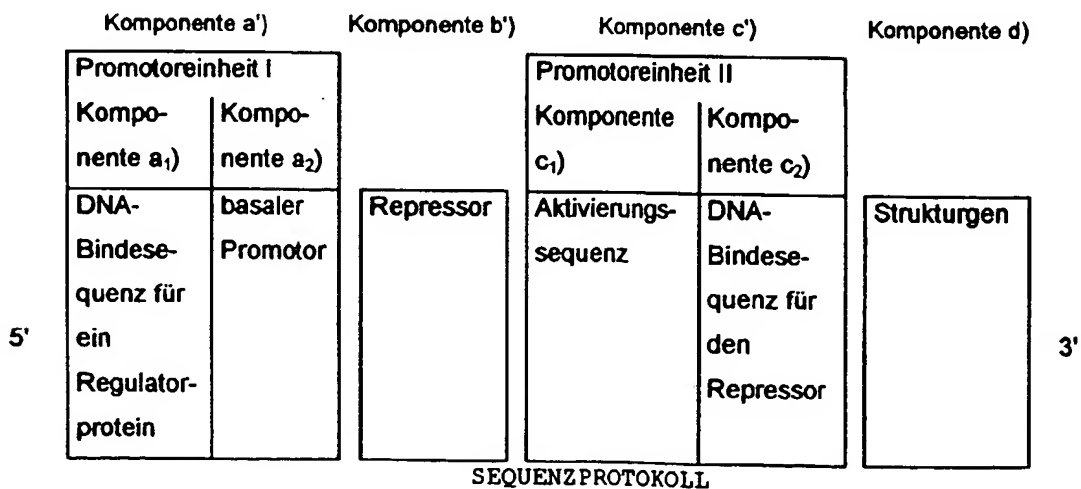 Komponente a') Komponente b') Komponente c') Komponente d)
Promotoreinheit I Promotoreinheit II
Kompo- Kompo- Komponente Kompo-
nente a₁) nente a₂) c₁) nente c₂)
DNA- basaler Repressor Aktivierungs- DNA- Strukturgen
Bindese- Promotor sequenz Bindese-
quenz für quenz für
5' ein den 3'
Regulator- Repressor
protein
SEQUENZPROTOKOLL